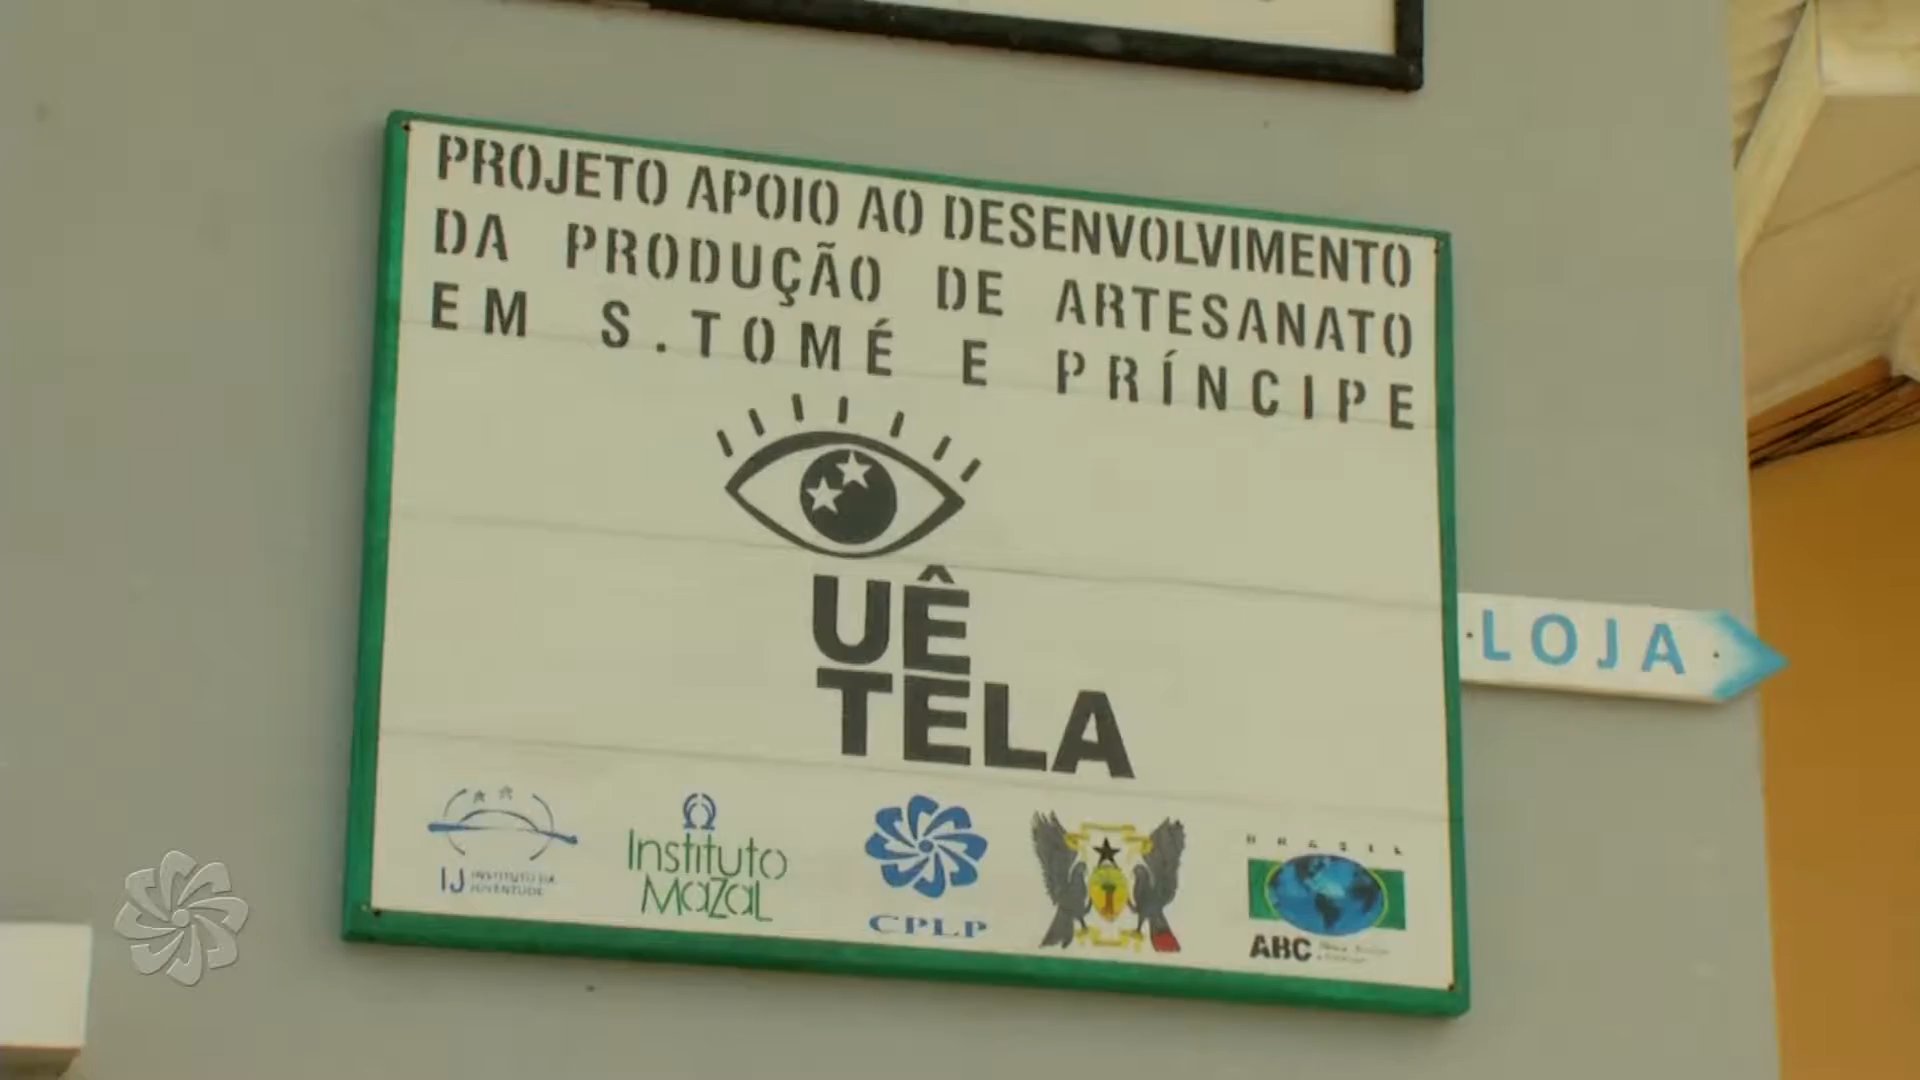 PROJETO APOIO AO DESENVOLVIMENTO
DA PRODUÇÃO DE ARTESANATO
EM S.TOMÉ E PRÍNCIPE
UÊ
TELA
LOJA
IJ INSTITUTO DA
JUVENTUDE
Instituto
MAZAL
CPLP
BRASIL
ABC